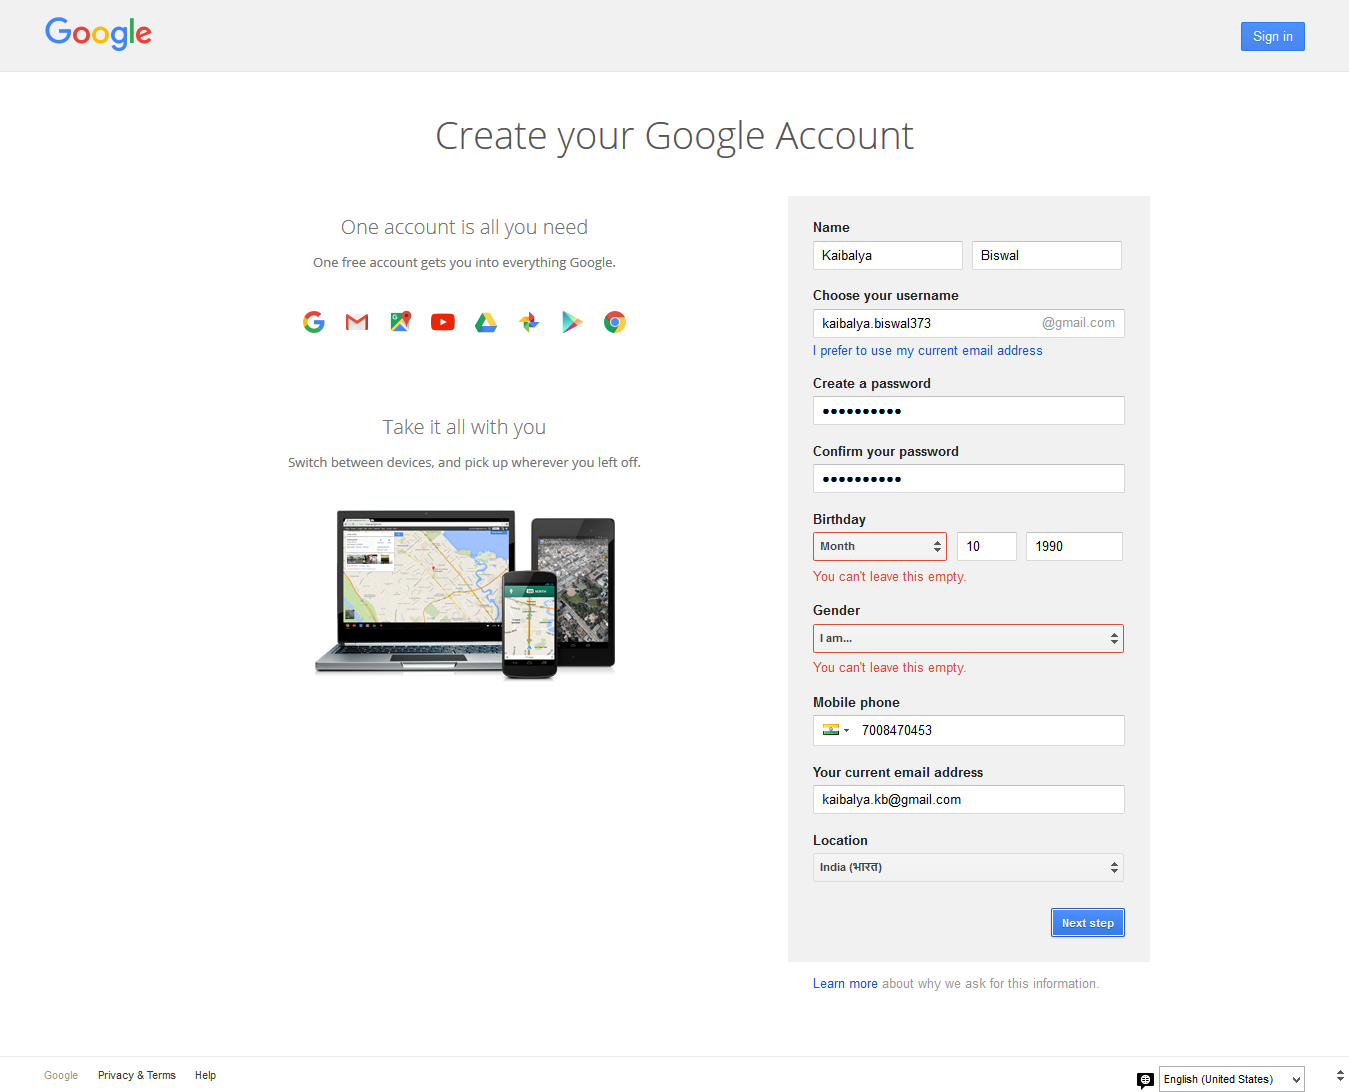 Google
Sign in
Create your Google Account
One account is all you need
One free account gets you into everything Google.
Take it all with you
Switch between devices, and pick up wherever you left off.
Name
Kaibalya
Biswal
Choose your username
kaibalya.biswal373
@gmail.com
I prefer to use my current email address
Create a password
●●●●●●●●●●
Confirm your password
●●●●●●●●●●
Birthday
Month
10
1990
You can't leave this empty.
Gender
I am...
You can't leave this empty.
Mobile phone
7008470453
Your current email address
kaibalya.kb@gmail.com
Location
India (भारत)
Next step
Learn more about why we ask for this information.
Google
Privacy & Terms
Help
English (United States)